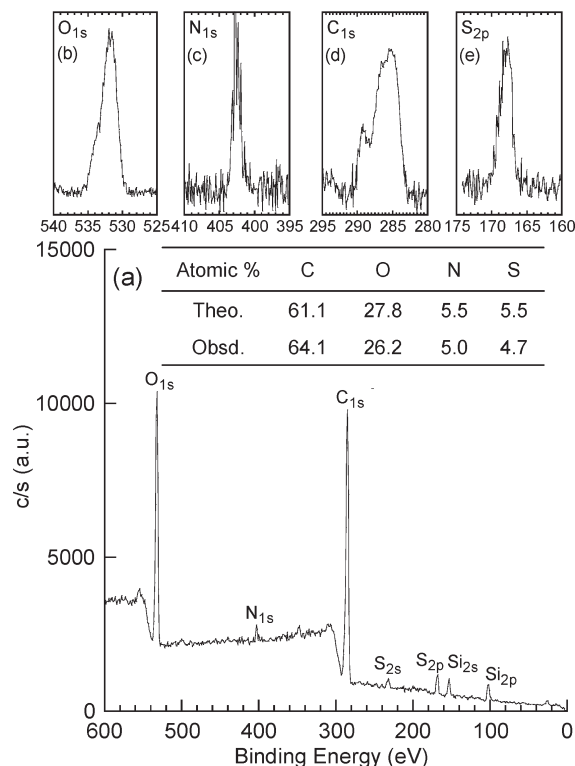 O1s N1s C1s S2p
(b) (c) (d) (e)
540 535 530 525 410 405 400 395 295 290 285 280 175 170 165 160
15000
(a)
Atomic % C O N S
Theo. 61.1 27.8 5.5 5.5
Obsd. 64.1 26.2 5.0 4.7
O1s
C1s
10000
c/s (a.u.)
5000
N1s
S2s
S2p
Si2s
Si2p
0
600 500 400 300 200 100 0
Binding Energy (eV)